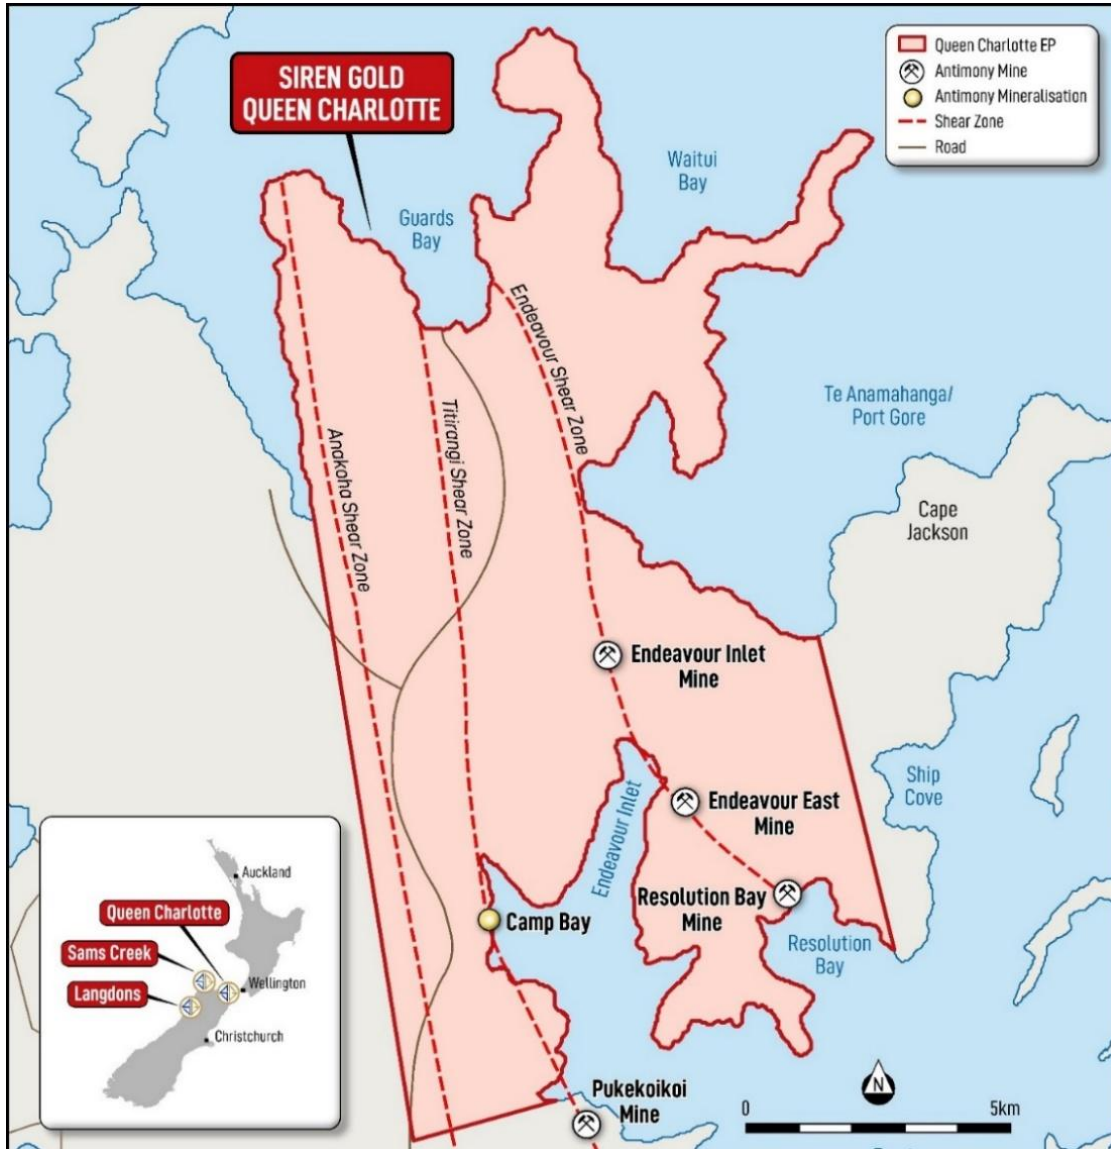 SIREN GOLD
QUEEN CHARLOTTE
Queen Charlotte EP
Antimony Mine
Antimony Mineralisation
Shear Zone
Road
Waitui
Bay
Guards
Bay
Endeavour Shear Zone
Te Anamahanga/
Port Gore
Titirangi Shear Zone
Anakoha Shear Zone
Cape
Jackson
Endeavour Inlet
Mine
Ship
Cove
Endeavour East
Mine
Endeavour Inlet
Resolution Bay
Mine
Camp Bay
Resolution
Bay
Auckland
Queen Charlotte
Sams Creek
Wellington
Langdons
Christchurch
Pukekoikoi
Mine
N
0
5km